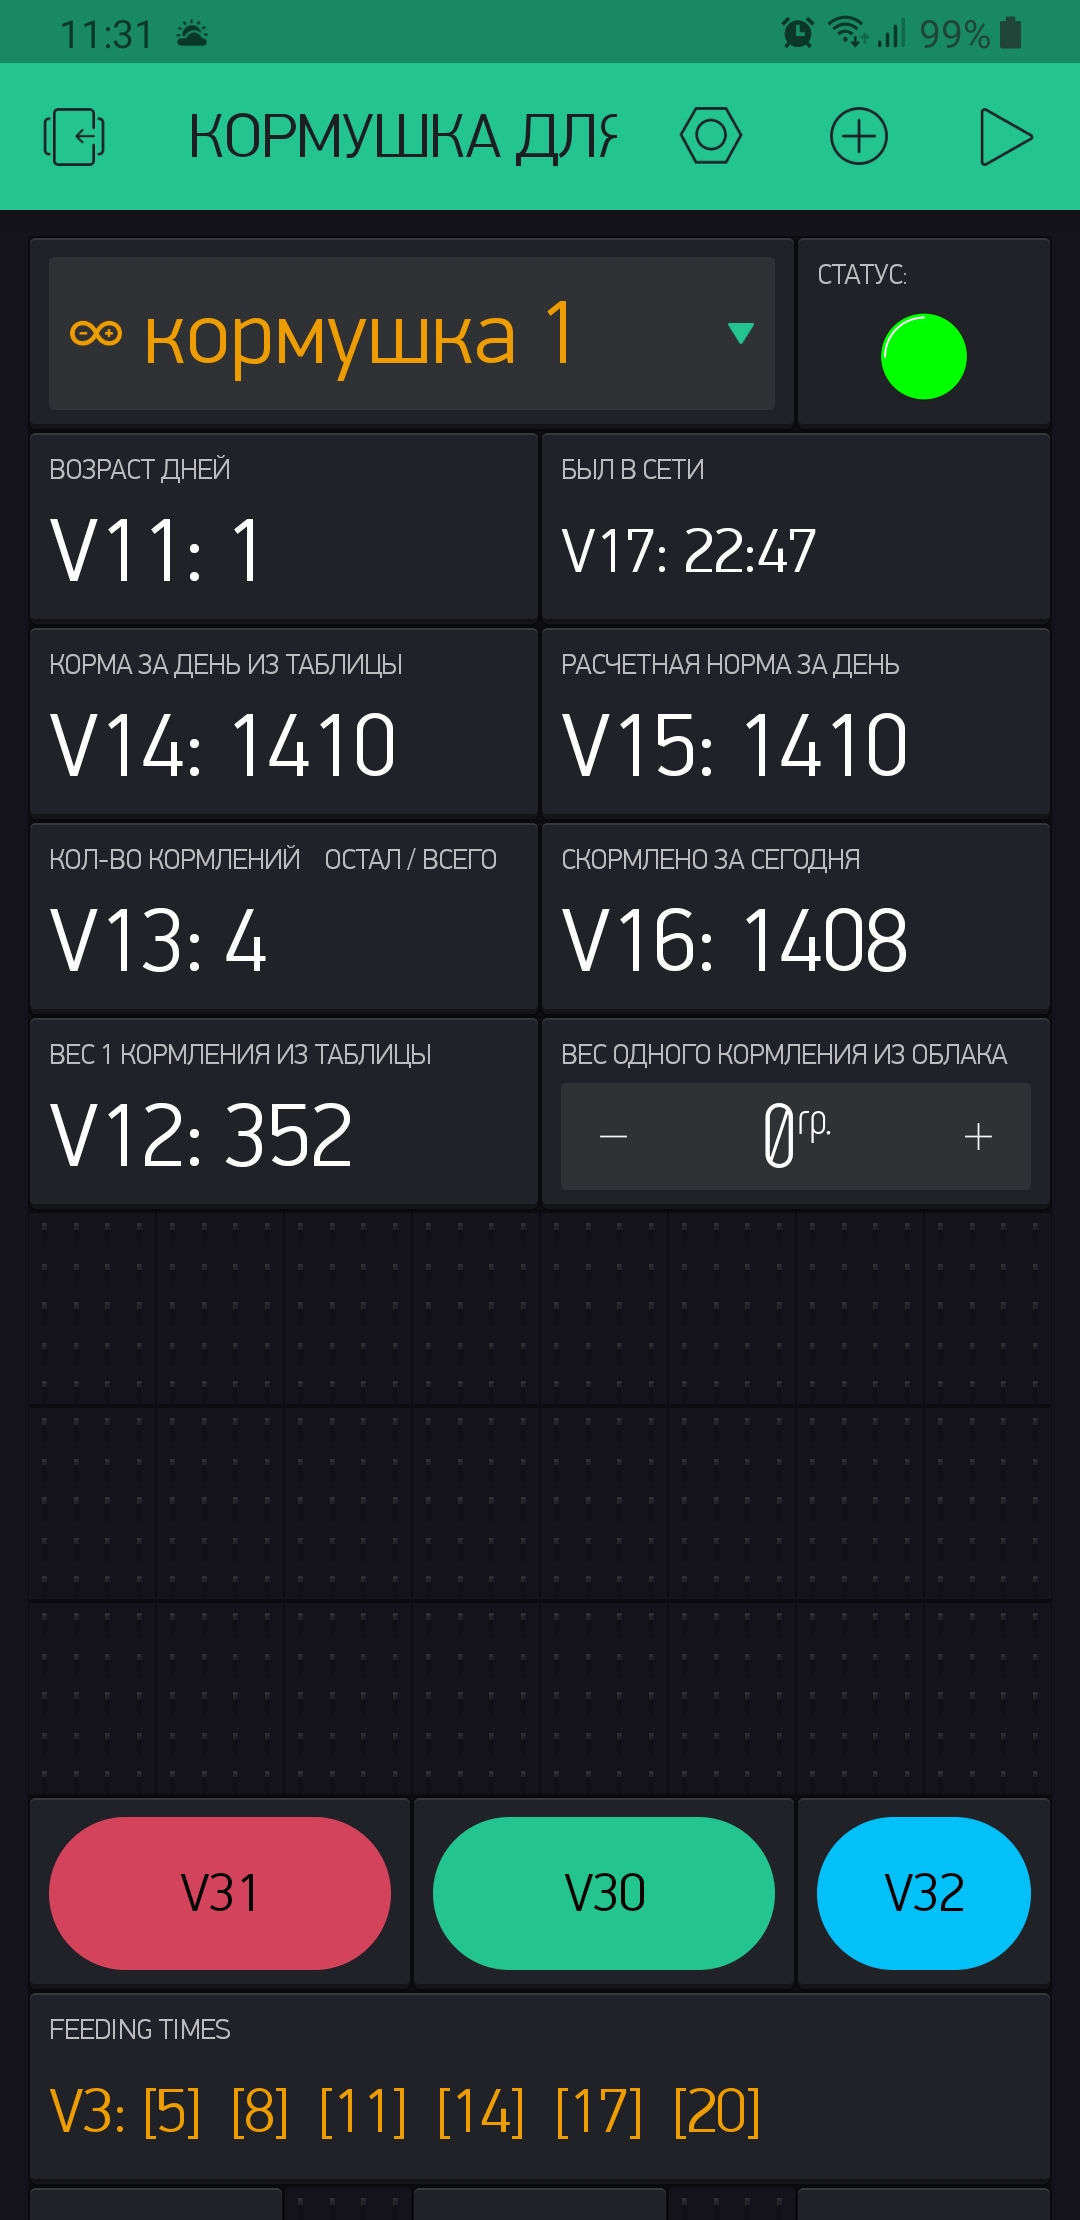 11:31 99%
КОРМУШКА ДЛЯ
кормушка 1
СТАТУС:
ВОЗРАСТ ДНЕЙ
V11: 1
БЫЛ В СЕТИ
V17: 22:47
КОРМА ЗА ДЕНЬ ИЗ ТАБЛИЦЫ
V14: 1410
РАСЧЕТНАЯ НОРМА ЗА ДЕНЬ
V15: 1410
КОЛ-ВО КОРМЛЕНИЙ ОСТАЛ / ВСЕГО
V13: 4
СКОРМЛЕНО ЗА СЕГОДНЯ
V16: 1408
ВЕС 1 КОРМЛЕНИЯ ИЗ ТАБЛИЦЫ
V12: 352
ВЕС ОДНОГО КОРМЛЕНИЯ ИЗ ОБЛАКА
− 0гр. +
V31 V30 V32
FEEDING TIMES
V3: [5] [8] [11] [14] [17] [20]